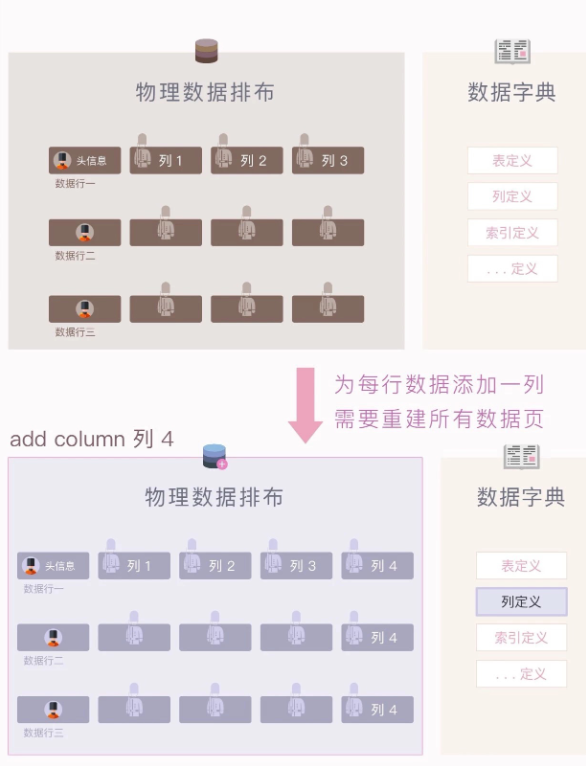 物理数据排布
数据字典
头信息 列 1 列 2 列 3
数据行一
数据行二
数据行三
表定义
列定义
索引定义
...定义
为每行数据添加一列
需要重建所有数据页
add column 列 4
物理数据排布
数据字典
头信息 列 1 列 2 列 3 列 4
数据行一
列 4
数据行二
列 4
数据行三
表定义
列定义
索引定义
...定义